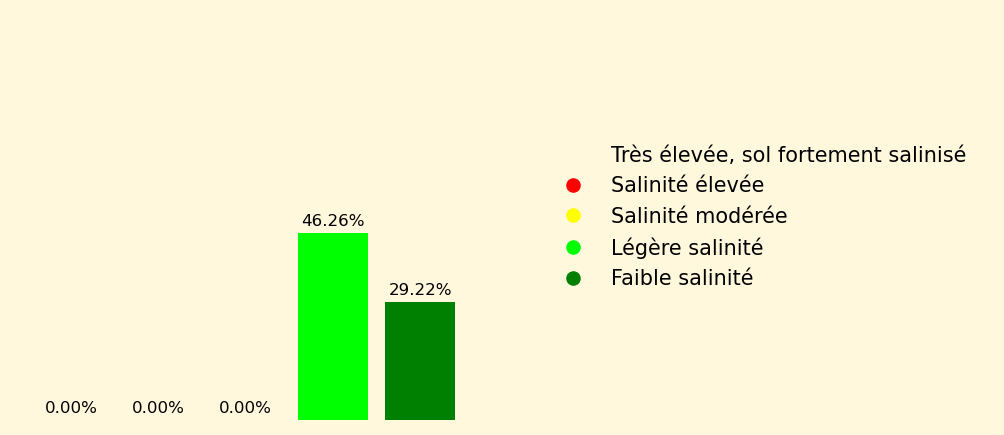 46.26%
29.22%
0.00%
0.00%
0.00%
Très élevée, sol fortement salinisé
Salinité élevée
Salinité modérée
Légère salinité
Faible salinité